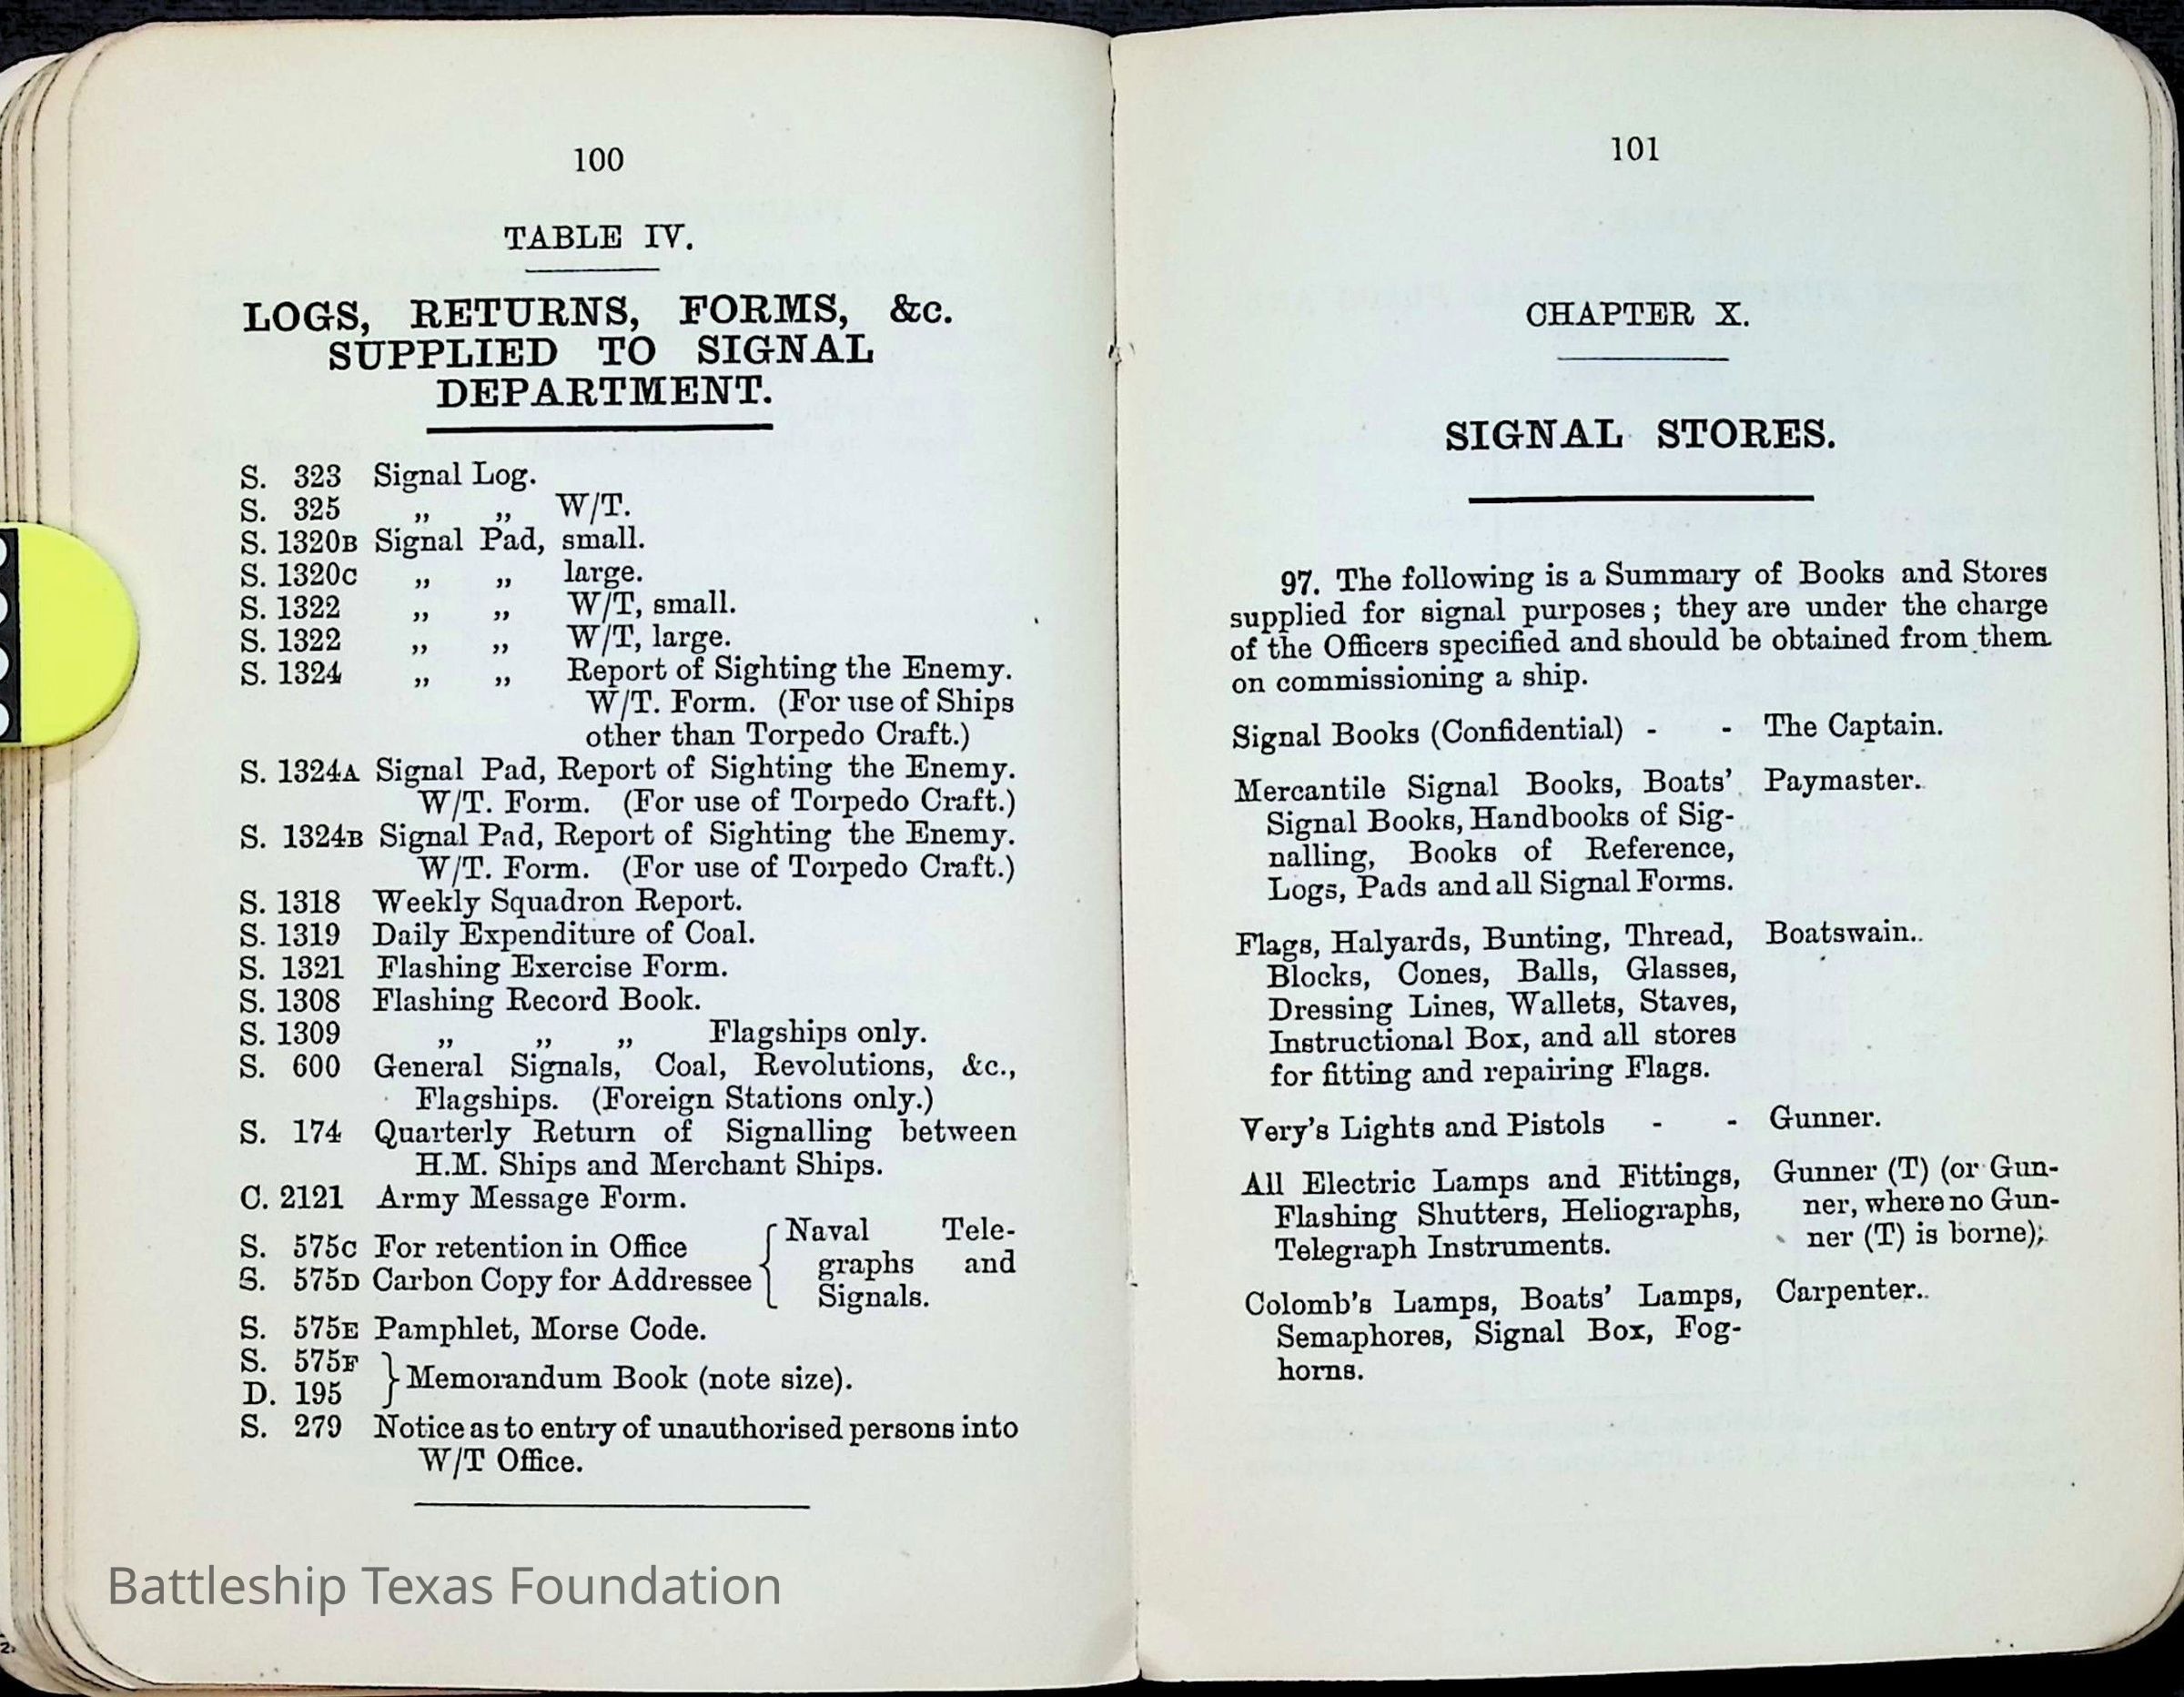 100
TABLE IV.
LOGS, RETURNS, FORMS, &c.
SUPPLIED TO SIGNAL
DEPARTMENT.
S. 323 Signal Log.
S. 325 „ „ W/T.
S. 1320B Signal Pad, small.
S. 1320C „ „ large.
S. 1322 „ „ W/T, small.
S. 1322 „ „ W/T, large.
S. 1324 „ „ Report of Sighting the Enemy.
W/T. Form. (For use of Ships
other than Torpedo Craft.)
S. 1324A Signal Pad, Report of Sighting the Enemy.
W/T. Form. (For use of Torpedo Craft.)
S. 1324B Signal Pad, Report of Sighting the Enemy.
W/T. Form. (For use of Torpedo Craft.)
S. 1318 Weekly Squadron Report.
S. 1319 Daily Expenditure of Coal.
S. 1321 Flashing Exercise Form.
S. 1308 Flashing Record Book.
S. 1309 „ „ „ Flagships only.
S. 600 General Signals, Coal, Revolutions, &c.,
Flagships. (Foreign Stations only.)
S. 174 Quarterly Return of Signalling between
H.M. Ships and Merchant Ships.
C. 2121 Army Message Form.
S. 575C For retention in Office
S. 575D Carbon Copy for Addressee
{ Naval Tele-
graphs and
Signals.
S. 575E Pamphlet, Morse Code.
S. 575F
D. 195
} Memorandum Book (note size).
S. 279 Notice as to entry of unauthorised persons into
W/T Office.
Battleship Texas Foundation
101
CHAPTER X.
SIGNAL STORES.
97. The following is a Summary of Books and Stores
supplied for signal purposes; they are under the charge
of the Officers specified and should be obtained from them
on commissioning a ship.
Signal Books (Confidential) - - The Captain.
Mercantile Signal Books, Boats' Paymaster.
Signal Books, Handbooks of Sig-
nalling, Books of Reference,
Logs, Pads and all Signal Forms.
Flags, Halyards, Bunting, Thread, Boatswain.
Blocks, Cones, Balls, Glasses,
Dressing Lines, Wallets, Staves,
Instructional Box, and all stores
for fitting and repairing Flags.
Very's Lights and Pistols - - Gunner.
All Electric Lamps and Fittings, Gunner (T) (or Gun-
Flashing Shutters, Heliographs, ner, where no Gun-
Telegraph Instruments. ner (T) is borne).
Colomb's Lamps, Boats' Lamps, Carpenter.
Semaphores, Signal Box, Fog-
horns.